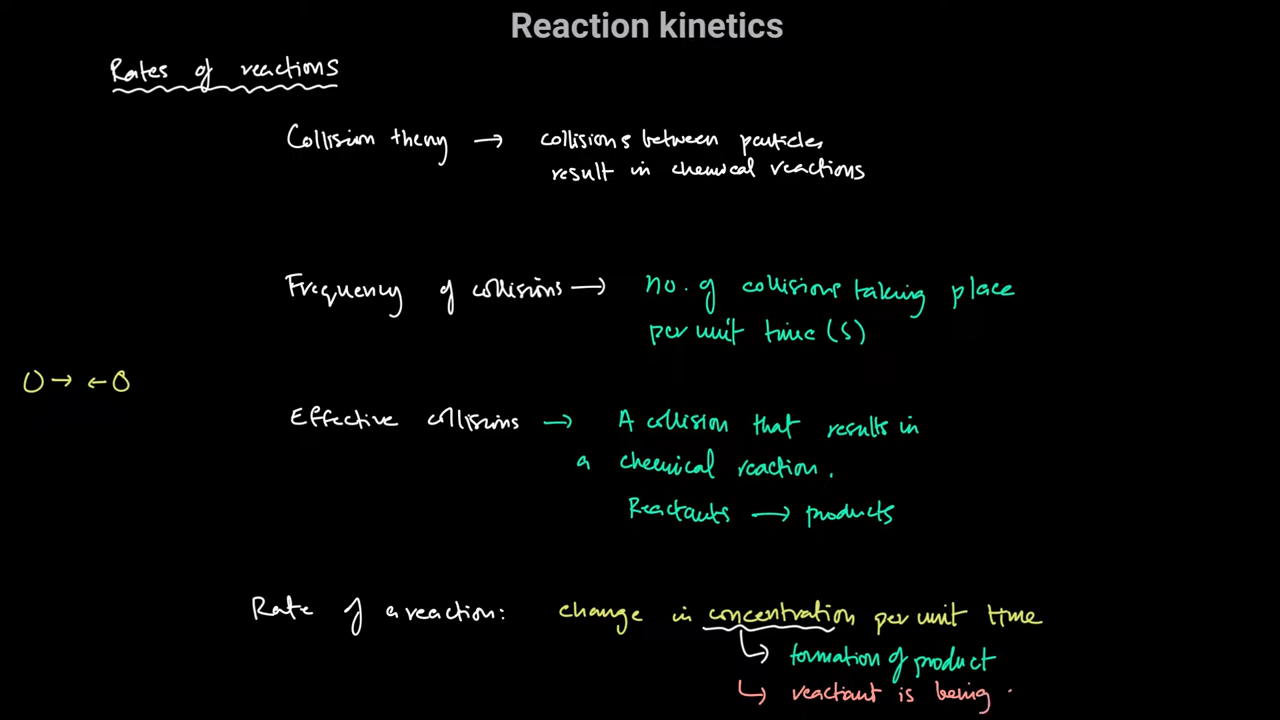 Reaction kinetics
Rates of reactions
Collision theory → collisions between particles
result in chemical reactions
Frequency of collisions → no. of collisions taking place
per unit time (s)
O → ← O
Effective collisions → A collision that results in
a chemical reaction.
Reactants → products
Rate of a reaction: change in concentration per unit time
↳ formation of product
↳ reactant is being